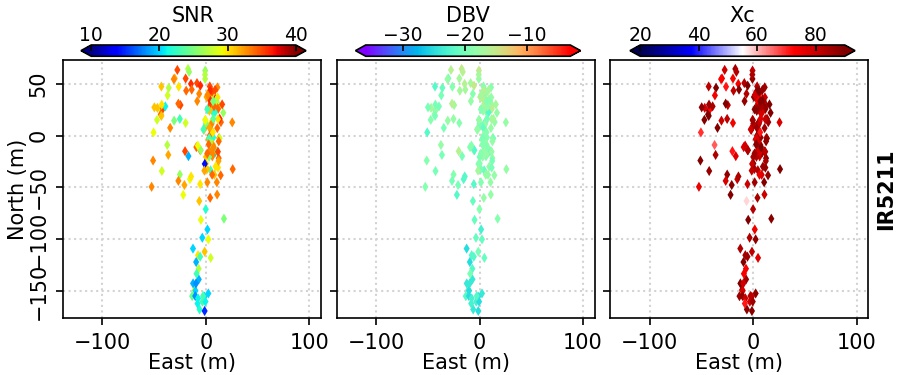 SNR DBV Xc
10 20 30 40 −30 −20 −10 20 40 60 80
North (m)
50
0
−50
−100
−150
IR5211
−100 0 100 −100 0 100 −100 0 100
East (m) East (m) East (m)